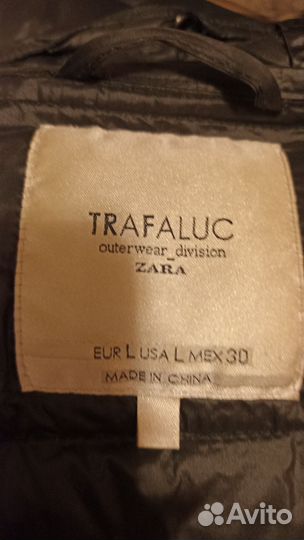 TRAFALUC
outerwear_division
ZARA
EUR L USA L MEX 30
MADE IN CHINA
Avito